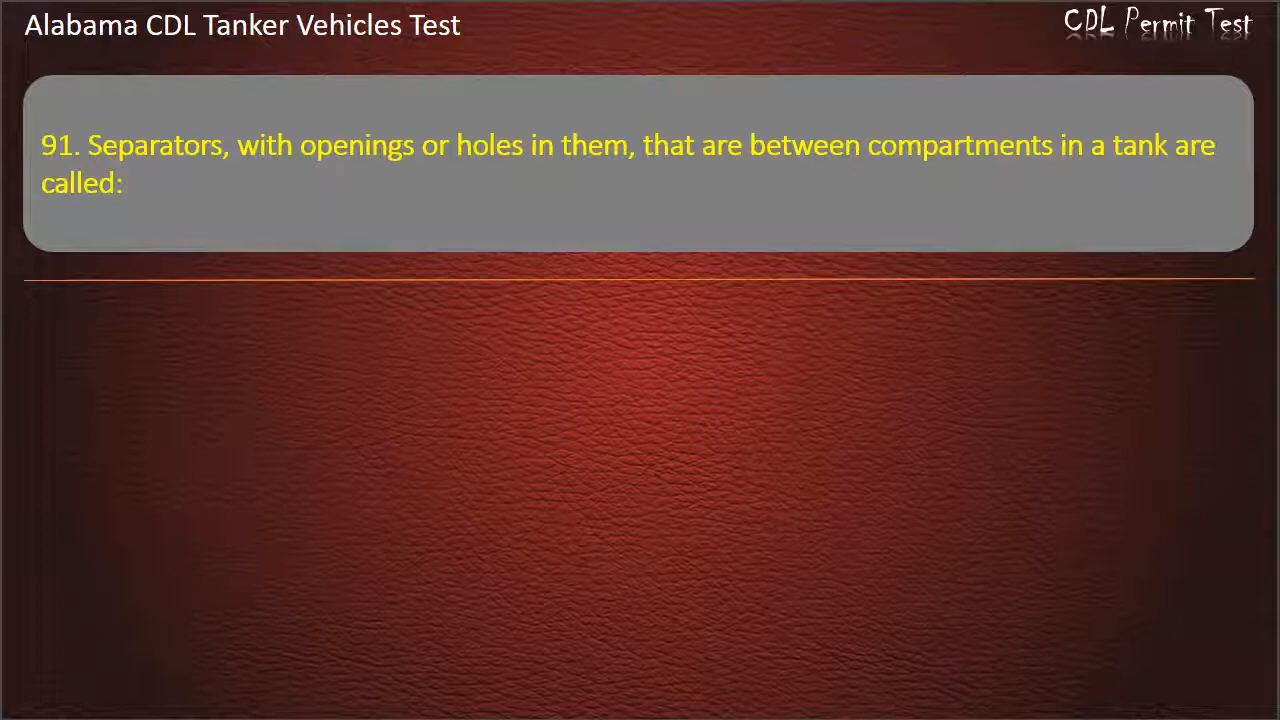 Alabama CDL Tanker Vehicles Test
CDL Permit Test
91. Separators, with openings or holes in them, that are between compartments in a tank are
called: